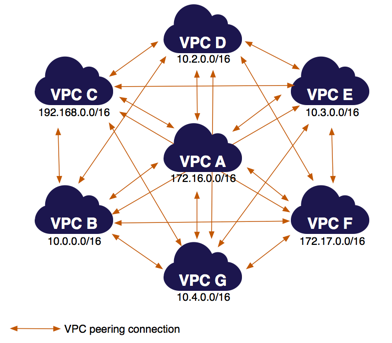 VPC D
10.2.0.0/16
VPC C
192.168.0.0/16
VPC E
10.3.0.0/16
VPC A
172.16.0.0/16
VPC B
10.0.0.0/16
VPC F
172.17.0.0/16
VPC G
10.4.0.0/16
VPC peering connection